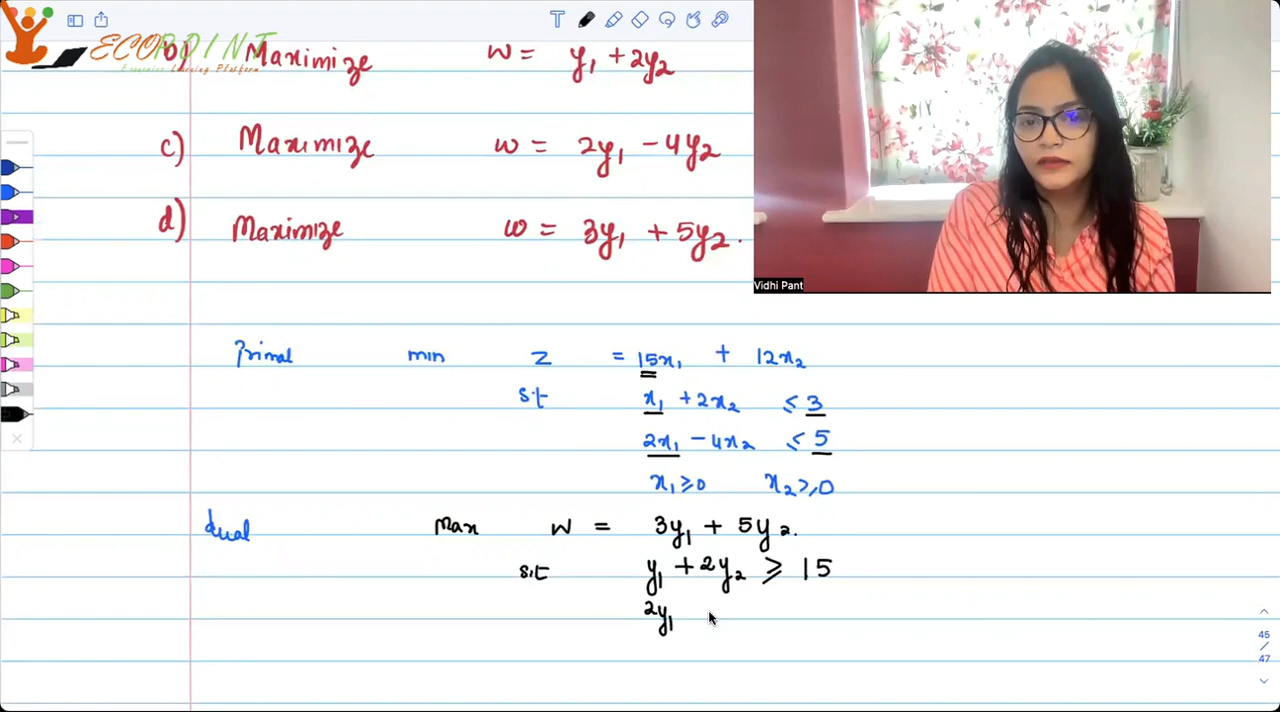 ECOPOINT
Extensive Learning Platform
Maximize w = y₁ + 2y₂
c) Maximize w = 2y₁ - 4y₂
d) Maximize w = 3y₁ + 5y₂.
Vidhi Pant
Primal min Z = 15x₁ + 12x₂
s.t x₁ + 2x₂ ≤ 3
2x₁ - 4x₂ ≤ 5
x₁ ≥ 0 x₂ ≥ 0
dual Max W = 3y₁ + 5y₂.
s.t y₁ + 2y₂ ≥ 15
2y₁
45
/
47